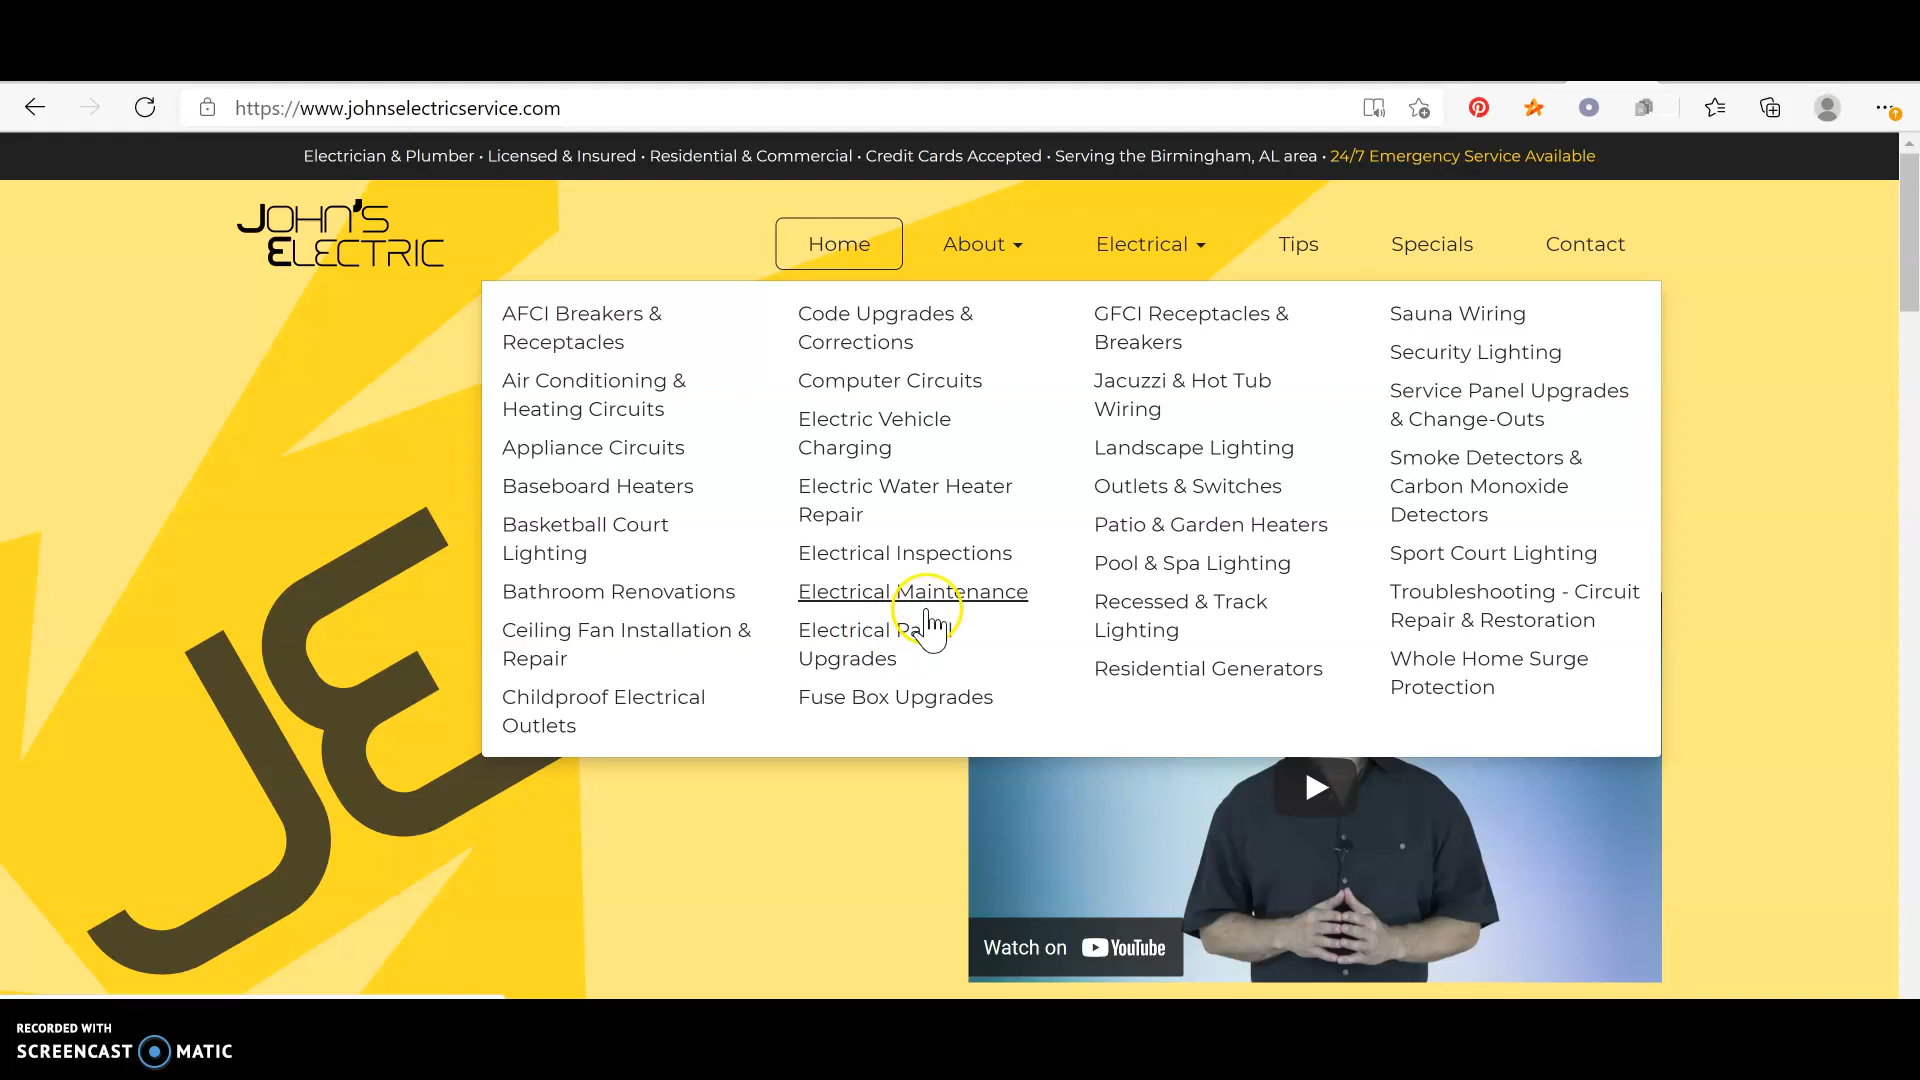 https://www.johnselectricservice.com
Electrician & Plumber • Licensed & Insured • Residential & Commercial • Credit Cards Accepted • Serving the Birmingham, AL area • 24/7 Emergency Service Available
JOHN'S
ELECTRIC
Home
About
Electrical
Tips
Specials
Contact
AFCI Breakers &
Receptacles
Air Conditioning &
Heating Circuits
Appliance Circuits
Baseboard Heaters
Basketball Court
Lighting
Bathroom Renovations
Ceiling Fan Installation &
Repair
Childproof Electrical
Outlets
Code Upgrades &
Corrections
Computer Circuits
Electric Vehicle
Charging
Electric Water Heater
Repair
Electrical Inspections
Electrical Maintenance
Electrical Panel
Upgrades
Fuse Box Upgrades
GFCI Receptacles &
Breakers
Jacuzzi & Hot Tub
Wiring
Landscape Lighting
Outlets & Switches
Patio & Garden Heaters
Pool & Spa Lighting
Recessed & Track
Lighting
Residential Generators
Sauna Wiring
Security Lighting
Service Panel Upgrades
& Change-Outs
Smoke Detectors &
Carbon Monoxide
Detectors
Sport Court Lighting
Troubleshooting - Circuit
Repair & Restoration
Whole Home Surge
Protection
JE
Watch on YouTube
RECORDED WITH
SCREENCAST MATIC